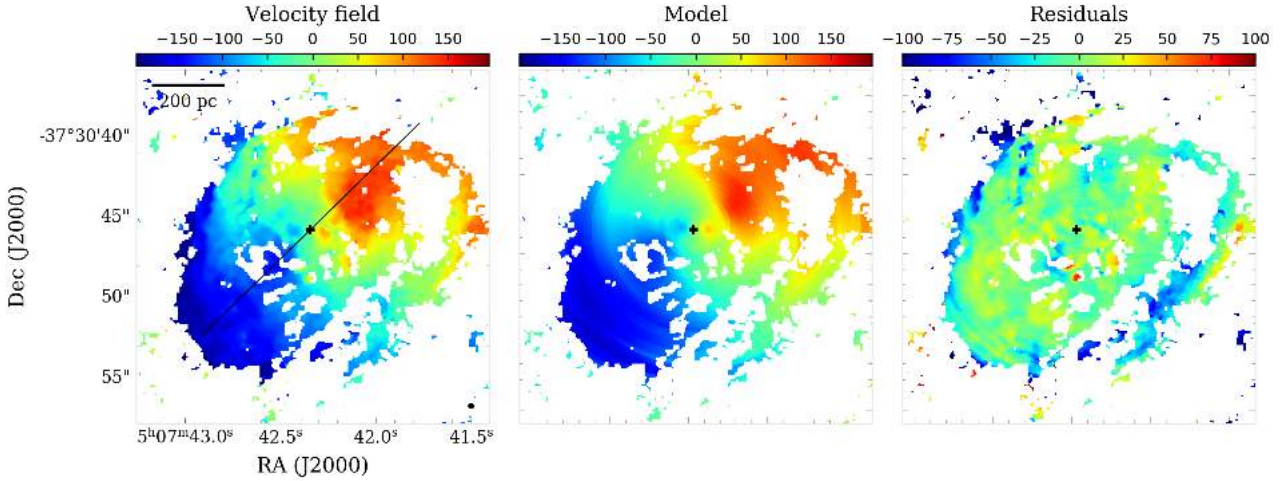 Velocity field Model Residuals
−150 −100 −50 0 50 100 150 −150 −100 −50 0 50 100 150 −100 −75 −50 −25 0 25 50 75 100
200 pc
-37°30'40"
45"
50"
55"
Dec (J2000)
5ʰ07ᵐ43.0ˢ 42.5ˢ 42.0ˢ 41.5ˢ
RA (J2000)